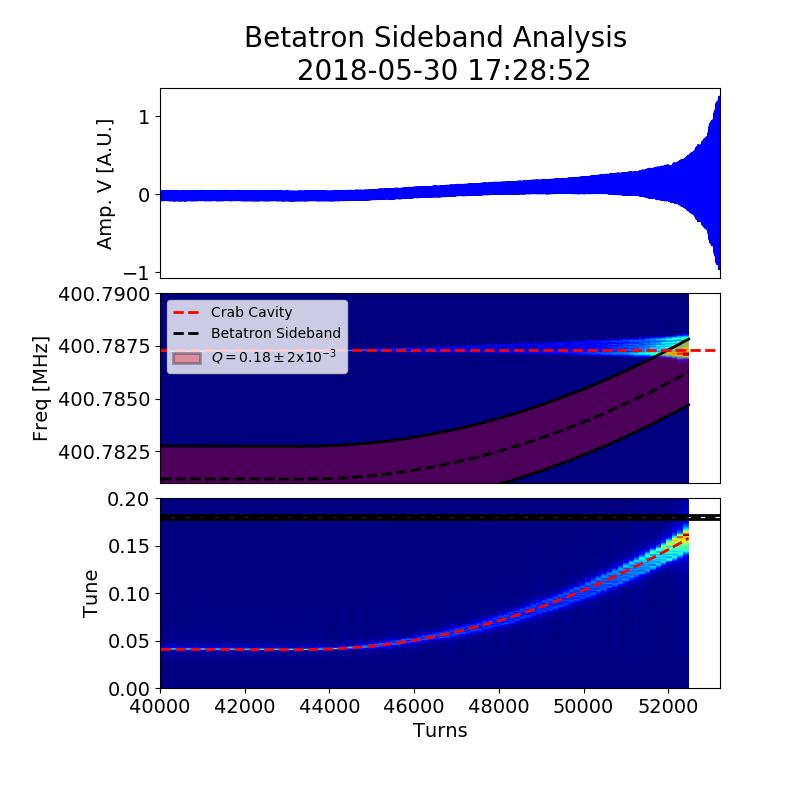 Betatron Sideband Analysis
2018-05-30 17:28:52
Amp. V [A.U.]
1
0
−1
Freq [MHz]
400.7900
400.7875
400.7850
400.7825
Crab Cavity
Betatron Sideband
Q = 0.18 ± 2x10⁻³
Tune
0.20
0.15
0.10
0.05
0.00
40000 42000 44000 46000 48000 50000 52000
Turns